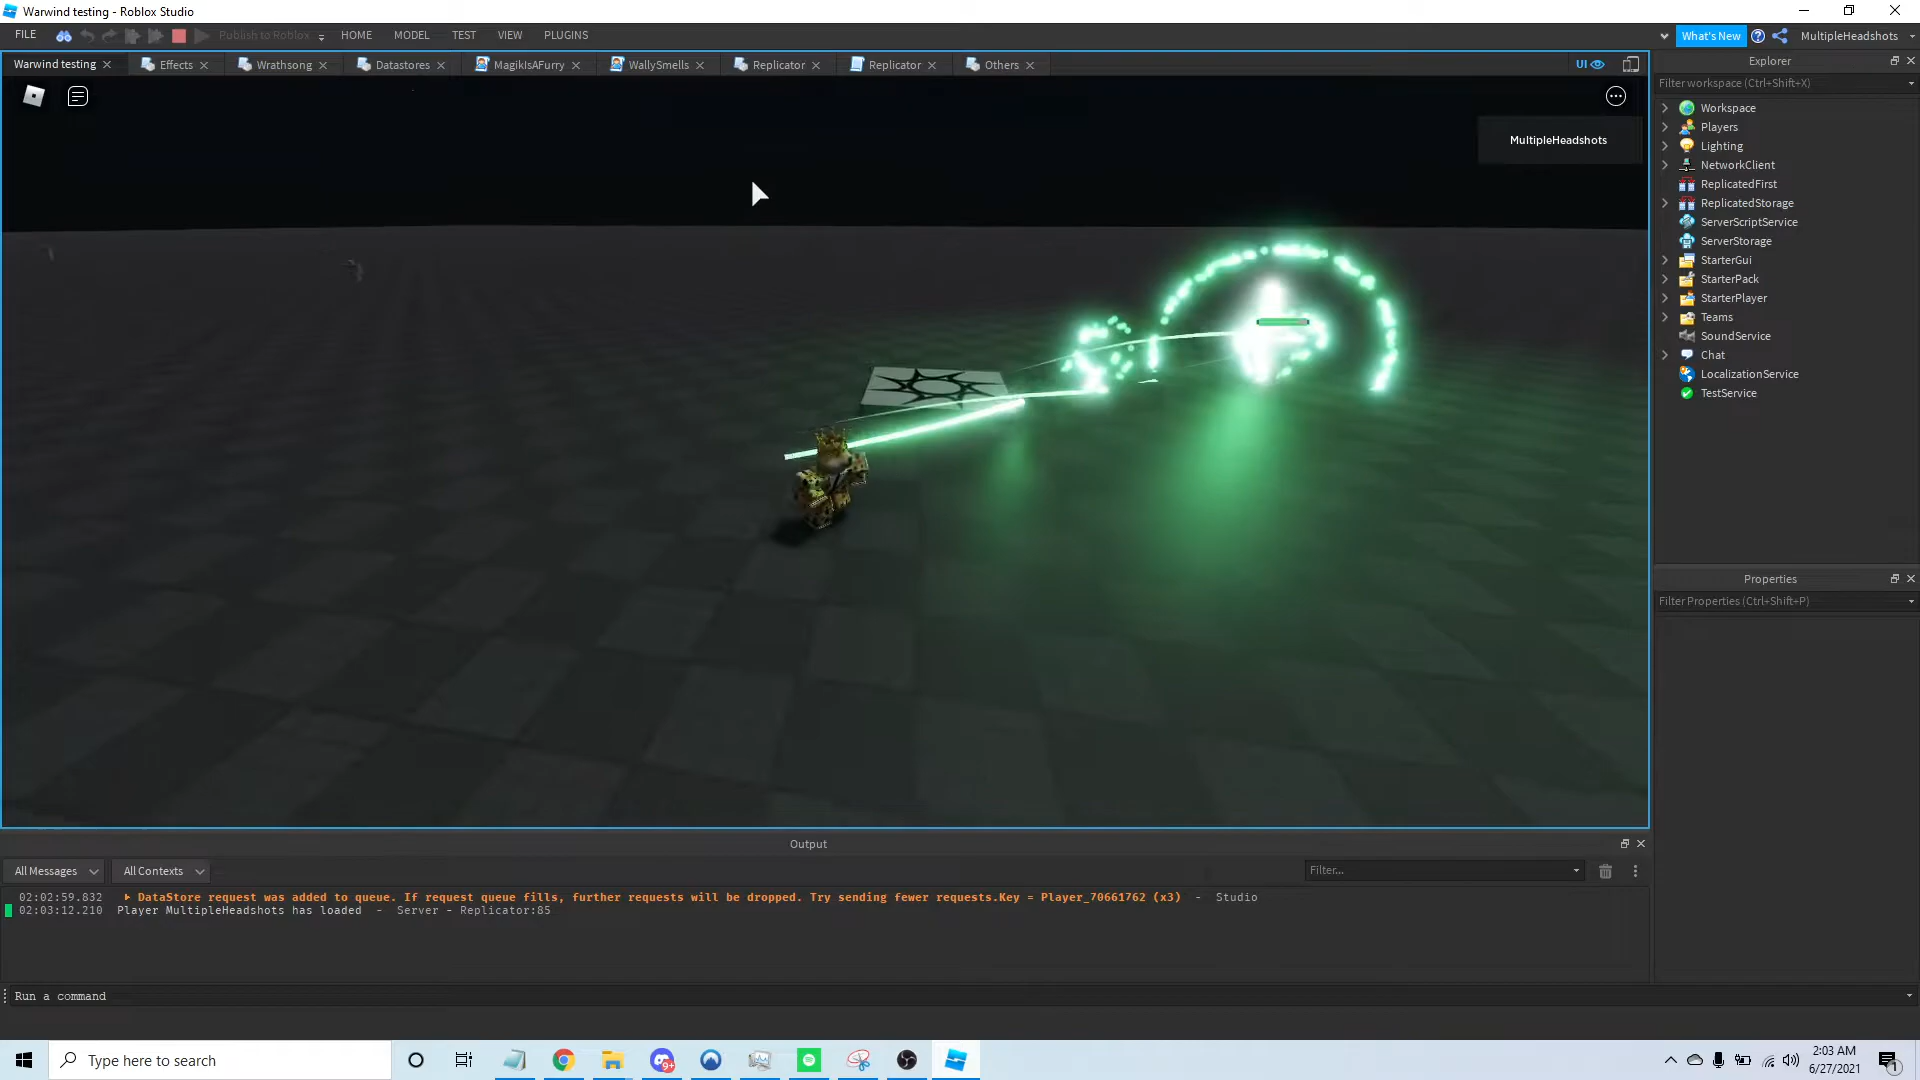 Warwind testing - Roblox Studio
FILE
Publish to Roblox
HOME
MODEL
TEST
VIEW
PLUGINS
What's New
MultipleHeadshots
Warwind testing
Effects
Wrathsong
Datastores
MagikIsAFurry
WallySmells
Replicator
Replicator
Others
UI
MultipleHeadshots
Explorer
Filter workspace (Ctrl+Shift+X)
Workspace
Players
Lighting
NetworkClient
ReplicatedFirst
ReplicatedStorage
ServerScriptService
ServerStorage
StarterGui
StarterPack
StarterPlayer
Teams
SoundService
Chat
LocalizationService
TestService
Properties
Filter Properties (Ctrl+Shift+P)
Output
All Messages
All Contexts
Filter...
02:02:59.832 DataStore request was added to queue. If request queue fills, further requests will be dropped. Try sending fewer requests.Key = Player_70661762 (x3) - Studio
02:03:12.210 Player MultipleHeadshots has loaded - Server - Replicator:85
Run a command
Type here to search
9+
2:03 AM
6/27/2021
1